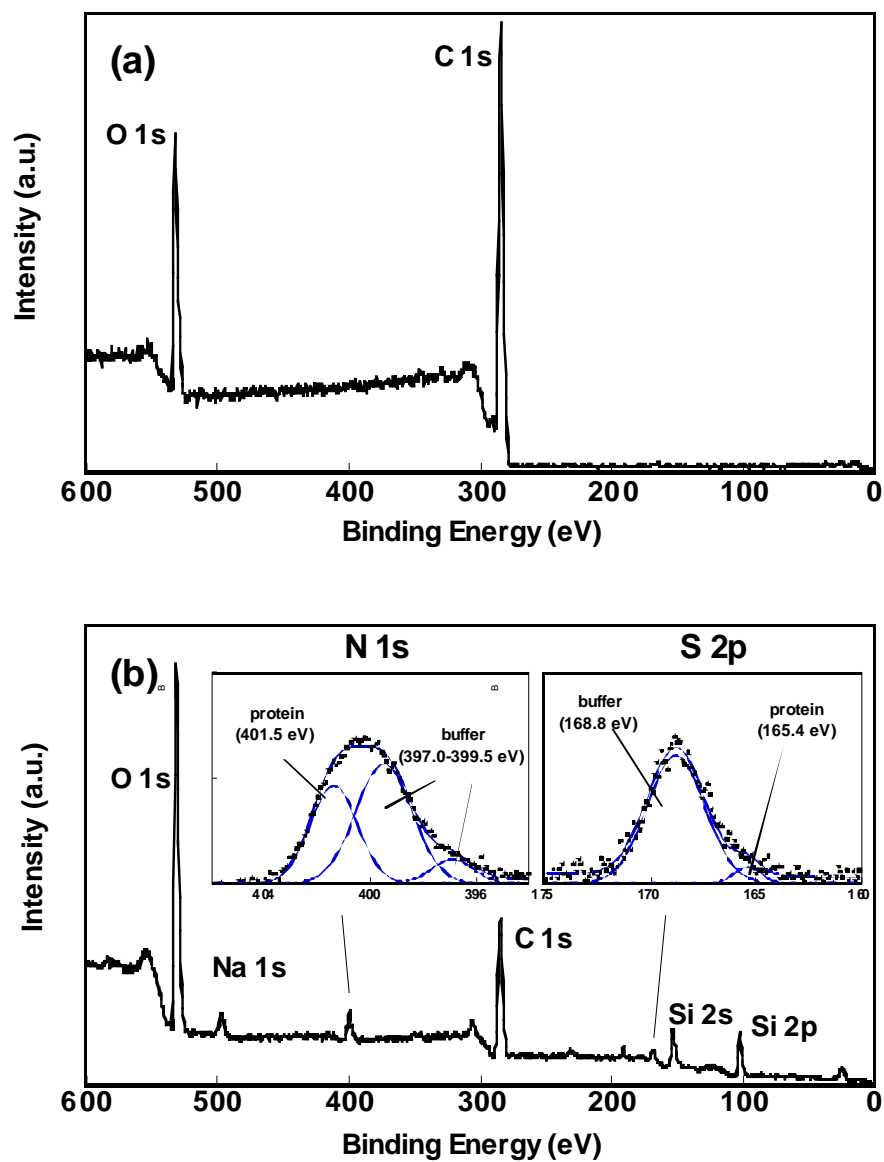 (a)
C 1s
O 1s
Intensity (a.u.)
600 500 400 300 200 100 0
Binding Energy (eV)
N 1s S 2p
(b)
B B
protein
(401.5 eV)
buffer
(397.0-399.5 eV)
buffer
(168.8 eV)
protein
(165.4 eV)
O 1s
404 400 396
175 170 165 160
Intensity (a.u.)
C 1s
Na 1s
Si 2s
Si 2p
600 500 400 300 200 100 0
Binding Energy (eV)